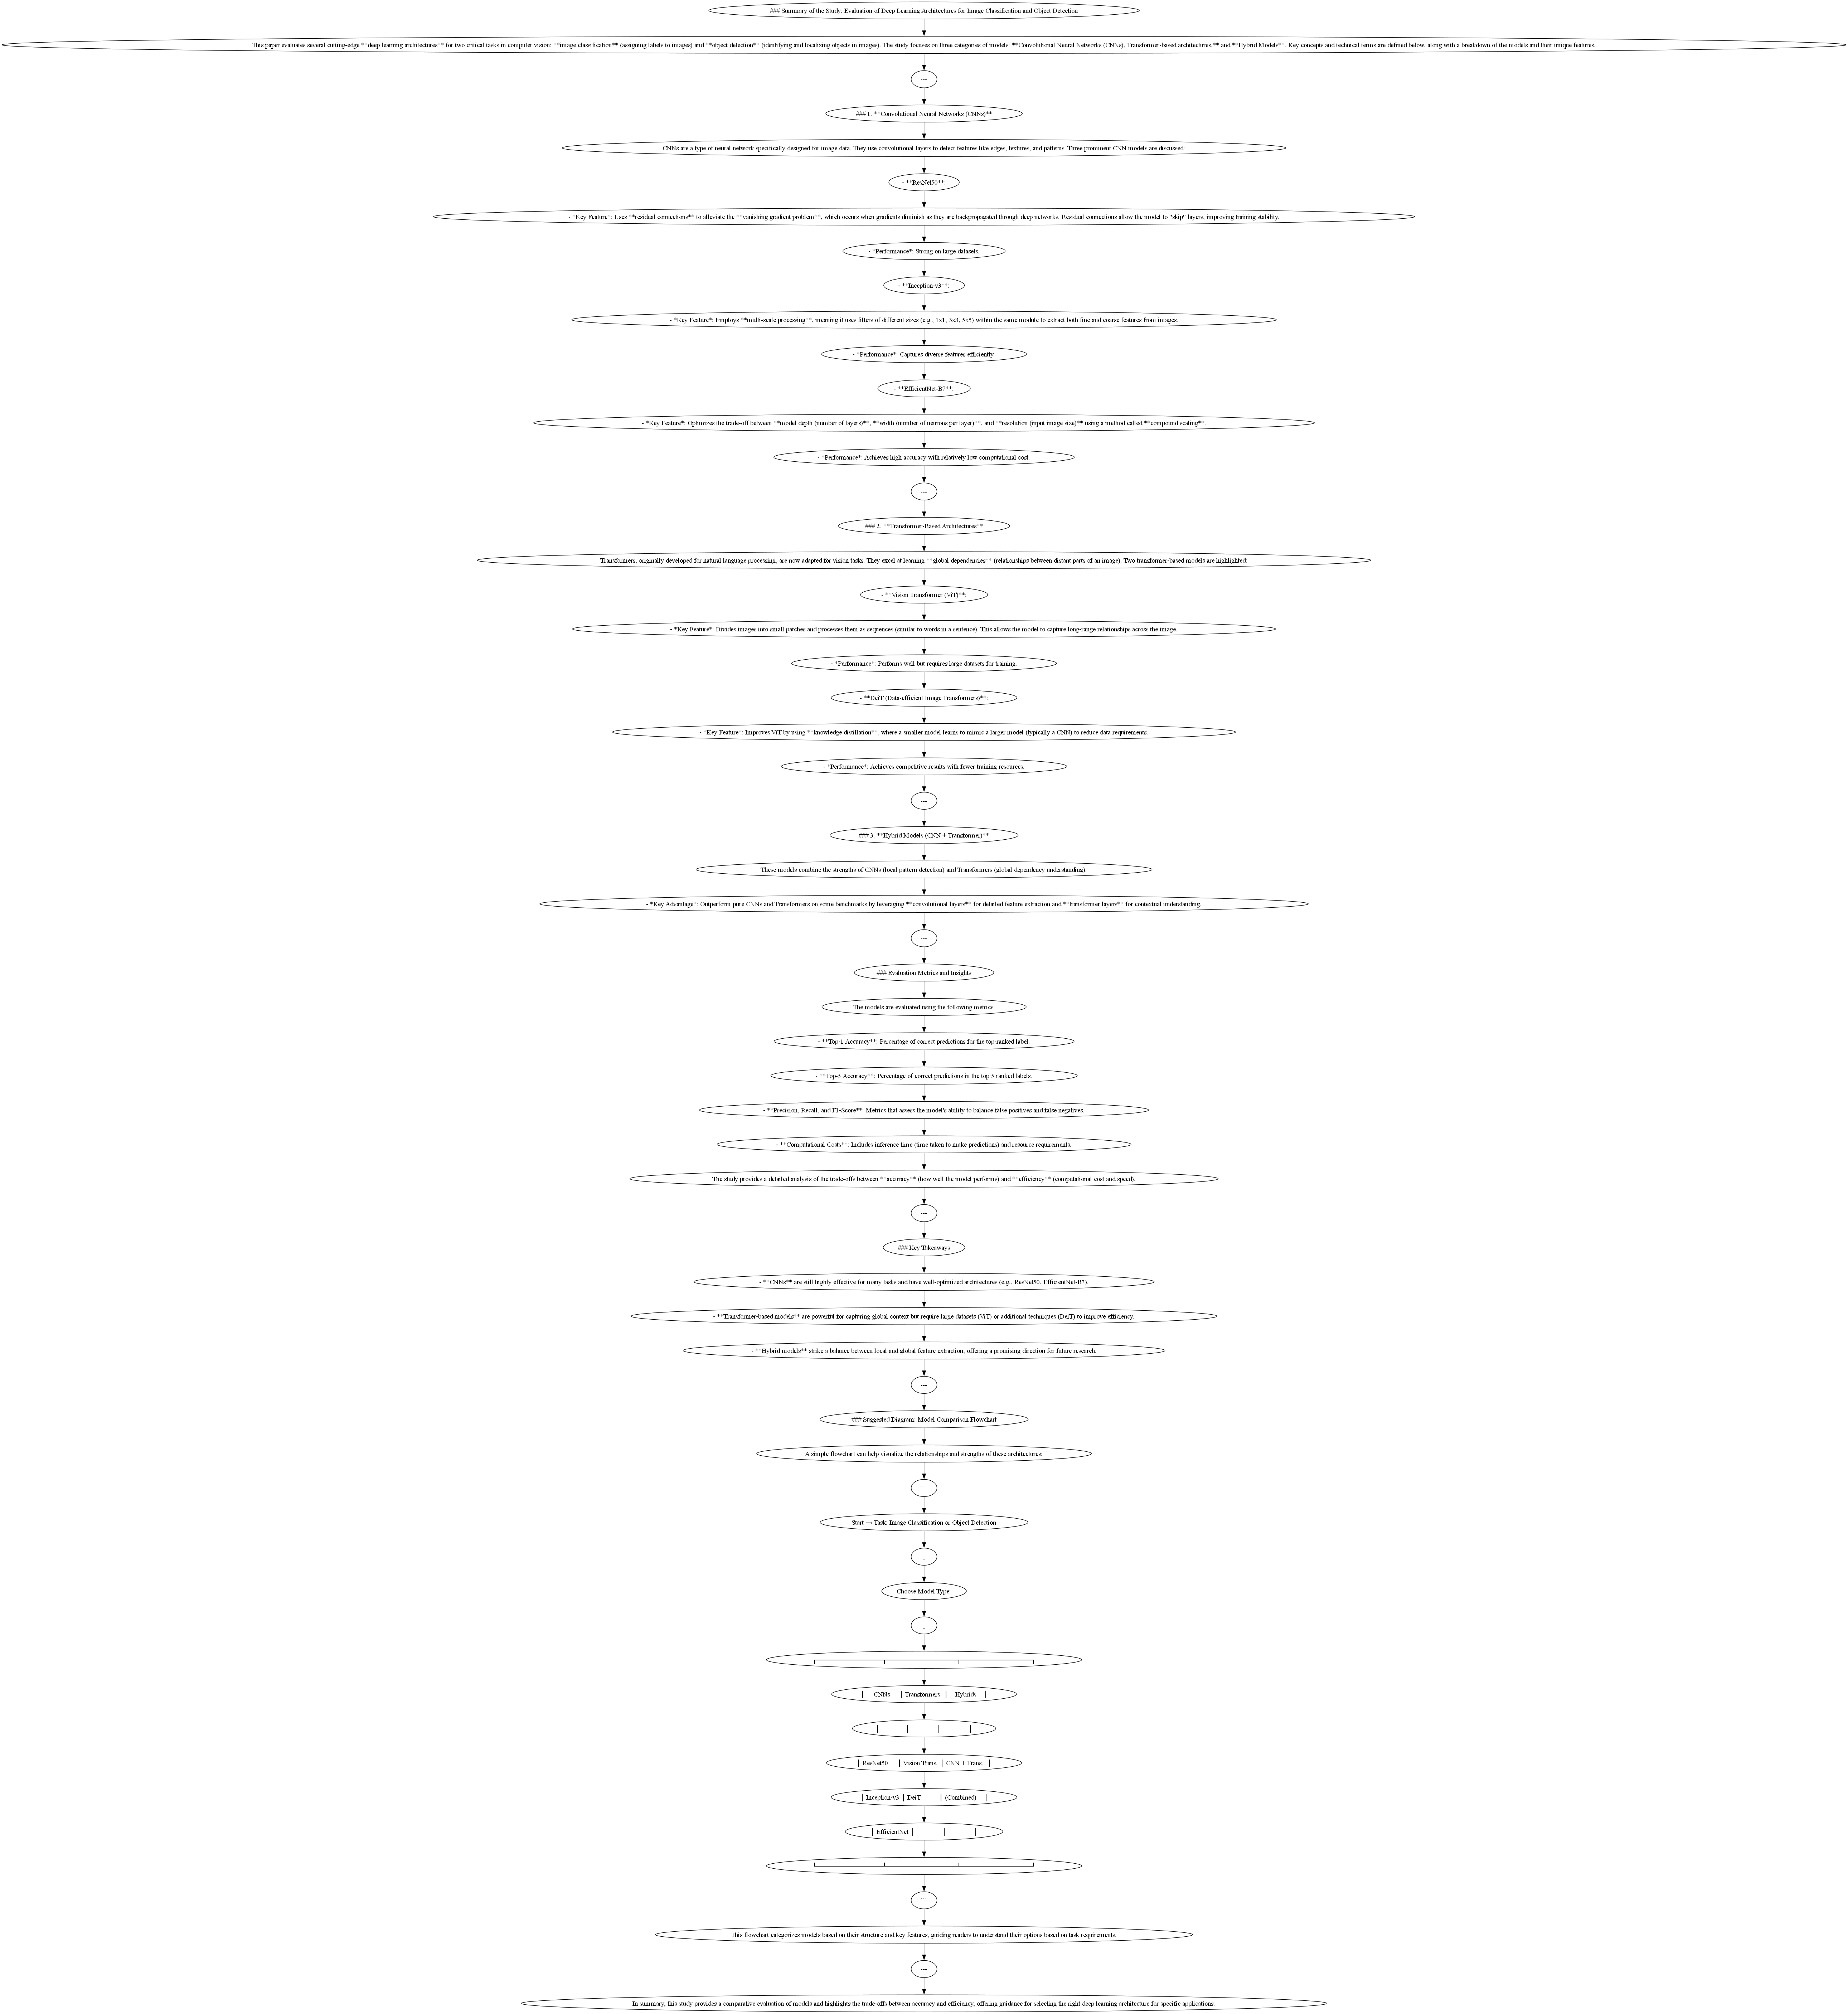 ### Summary of the Study: Evaluation of Deep Learning Architectures for Image Classification and Object Detection
This paper evaluates several cutting-edge **deep learning architectures** for two critical tasks in computer vision: **image classification** (assigning labels to images) and **object detection** (identifying and localizing objects in images). The study focuses on three categories of models: **Convolutional Neural Networks (CNNs), Transformer-based architectures,** and **Hybrid Models**. Key concepts and technical terms are defined below, along with a breakdown of the models and their unique features.
---
### 1. **Convolutional Neural Networks (CNNs)**
CNNs are a type of neural network specifically designed for image data. They use convolutional layers to detect features like edges, textures, and patterns. Three prominent CNN models are discussed:
- **ResNet50**:
- *Key Feature*: Uses **residual connections** to alleviate the **vanishing gradient problem**, which occurs when gradients diminish as they are backpropagated through deep networks. Residual connections allow the model to "skip" layers, improving training stability.
- *Performance*: Strong on large datasets.
- **Inception-v3**:
- *Key Feature*: Employs **multi-scale processing**, meaning it uses filters of different sizes (e.g., 1x1, 3x3, 5x5) within the same module to extract both fine and coarse features from images.
- *Performance*: Captures diverse features efficiently.
- **EfficientNet-B7**:
- *Key Feature*: Optimizes the trade-off between **model depth (number of layers)**, **width (number of neurons per layer)**, and **resolution (input image size)** using a method called **compound scaling**.
- *Performance*: Achieves high accuracy with relatively low computational cost.
---
### 2. **Transformer-Based Architectures**
Transformers, originally developed for natural language processing, are now adapted for vision tasks. They excel at learning **global dependencies** (relationships between distant parts of an image). Two transformer-based models are highlighted:
- **Vision Transformer (ViT)**:
- *Key Feature*: Divides images into small patches and processes them as sequences (similar to words in a sentence). This allows the model to capture long-range relationships across the image.
- *Performance*: Performs well but requires large datasets for training.
- **DeiT (Data-efficient Image Transformers)**:
- *Key Feature*: Improves ViT by using **knowledge distillation**, where a smaller model learns to mimic a larger model (typically a CNN) to reduce data requirements.
- *Performance*: Achieves competitive results with fewer training resources.
---
### 3. **Hybrid Models (CNN + Transformer)**
These models combine the strengths of CNNs (local pattern detection) and Transformers (global dependency understanding).
- *Key Advantage*: Outperform pure CNNs and Transformers on some benchmarks by leveraging **convolutional layers** for detailed feature extraction and **transformer layers** for contextual understanding.
---
### Evaluation Metrics and Insights
The models are evaluated using the following metrics:
- **Top-1 Accuracy**: Percentage of correct predictions for the top-ranked label.
- **Top-5 Accuracy**: Percentage of correct predictions in the top 5 ranked labels.
- **Precision, Recall, and F1-Score**: Metrics that assess the model's ability to balance false positives and false negatives.
- **Computational Costs**: Includes inference time (time taken to make predictions) and resource requirements.
The study provides a detailed analysis of the trade-offs between **accuracy** (how well the model performs) and **efficiency** (computational cost and speed).
---
### Key Takeaways
- **CNNs** are still highly effective for many tasks and have well-optimized architectures (e.g., ResNet50, EfficientNet-B7).
- **Transformer-based models** are powerful for capturing global context but require large datasets (ViT) or additional techniques (DeiT) to improve efficiency.
- **Hybrid models** strike a balance between local and global feature extraction, offering a promising direction for future research.
---
### Suggested Diagram: Model Comparison Flowchart
A simple flowchart can help visualize the relationships and strengths of these architectures:
```
Start → Task: Image Classification or Object Detection
↓
Choose Model Type:
↓
│ CNNs │ Transformers │ Hybrids │
│ ResNet50 │ Vision Trans. │ CNN + Trans. │
│ Inception-v3 │ DeiT │ (Combined) │
│ EfficientNet │ │ │
```
This flowchart categorizes models based on their structure and key features, guiding readers to understand their options based on task requirements.
---
In summary, this study provides a comparative evaluation of models and highlights the trade-offs between accuracy and efficiency, offering guidance for selecting the right deep learning architecture for specific applications.